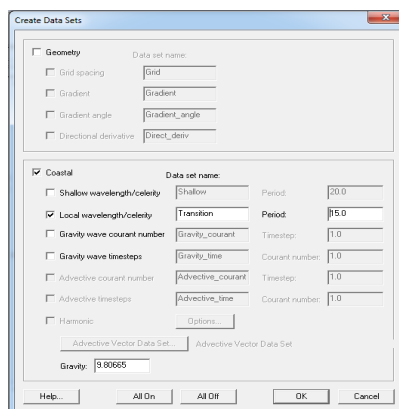 Create Data Sets
Geometry Data set name:
Grid spacing Grid
Gradient Gradient
Gradient angle Gradient_angle
Directional derivative Direct_deriv
Coastal Data set name:
Shallow wavelength/celerity Shallow Period: 20.0
Local wavelength/celerity Transition Period: 15.0
Gravity wave courant number Gravity_courant Timestep: 1.0
Gravity wave timesteps Gravity_time Courant number: 1.0
Advective courant number Advective_courant Timestep: 1.0
Advective timesteps Advective_time Courant number: 1.0
Harmonic Options...
Advective Vector Data Set... Advective Vector Data Set
Gravity: 9.80665
Help... All On All Off OK Cancel